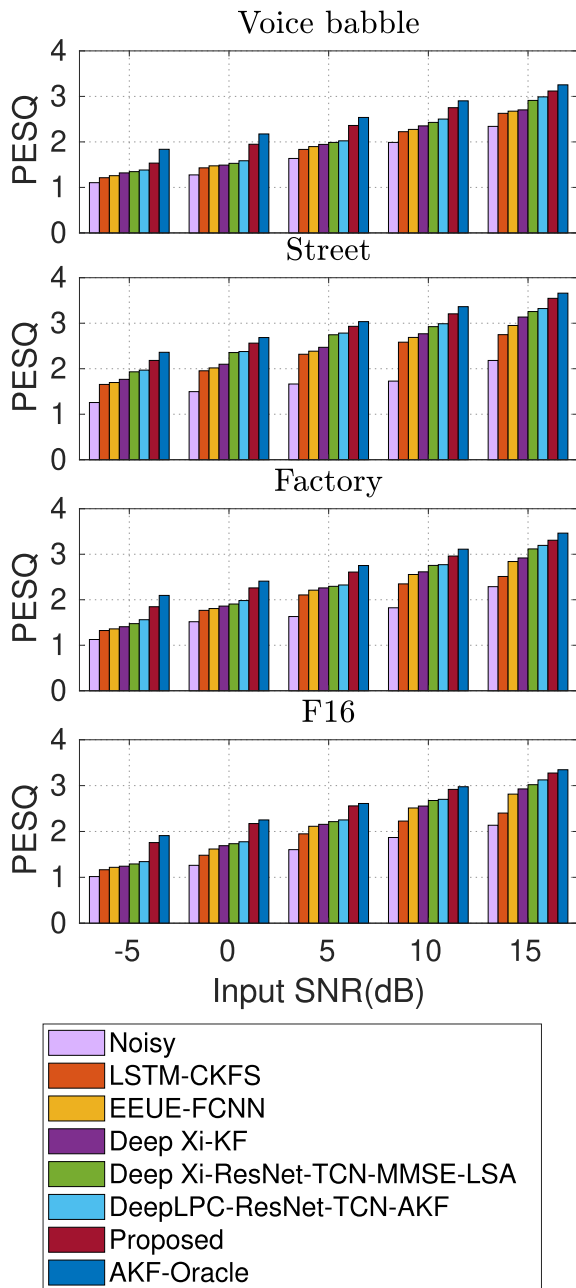 Voice babble
4
3
2
1
0
PESQ
Street
4
3
2
1
0
PESQ
Factory
4
3
2
1
0
PESQ
F16
4
3
2
1
0
PESQ
-5 0 5 10 15
Input SNR(dB)
Noisy
LSTM-CKFS
EEUE-FCNN
Deep Xi-KF
Deep Xi-ResNet-TCN-MMSE-LSA
DeepLPC-ResNet-TCN-AKF
Proposed
AKF-Oracle